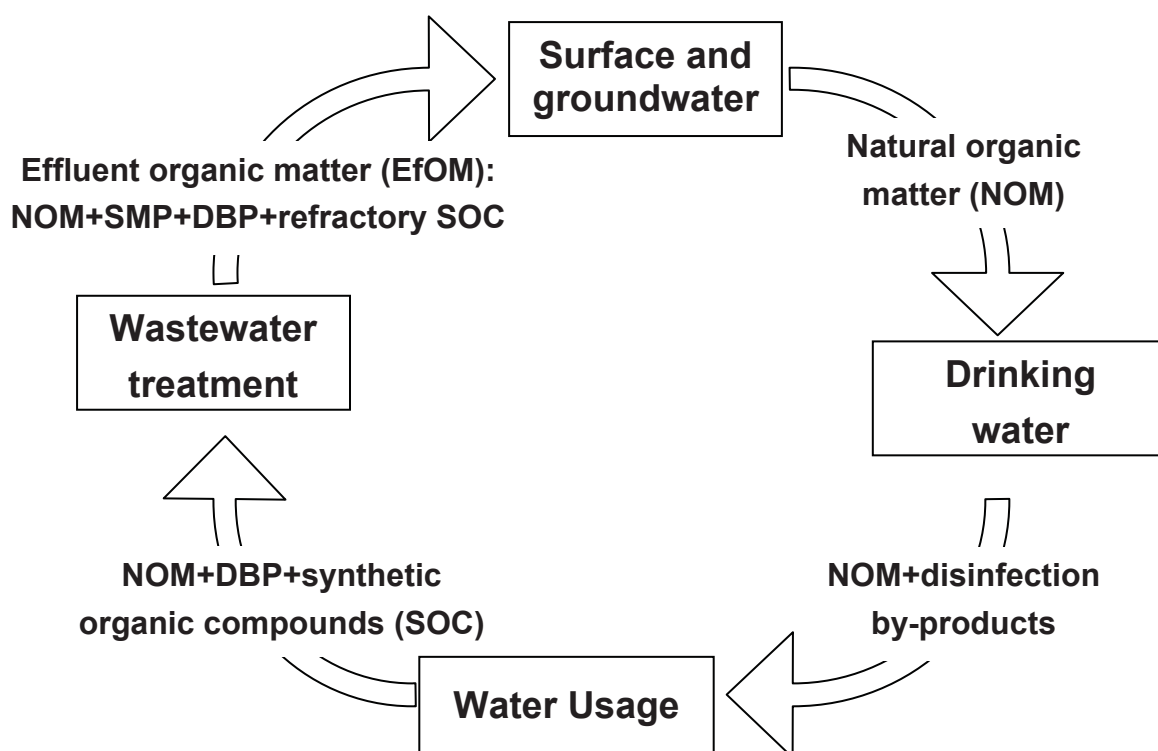 Surface and
groundwater
Natural organic
matter (NOM)
Drinking
water
NOM+disinfection
by-products
Water Usage
NOM+DBP+synthetic
organic compounds (SOC)
Wastewater
treatment
Effluent organic matter (EfOM):
NOM+SMP+DBP+refractory SOC